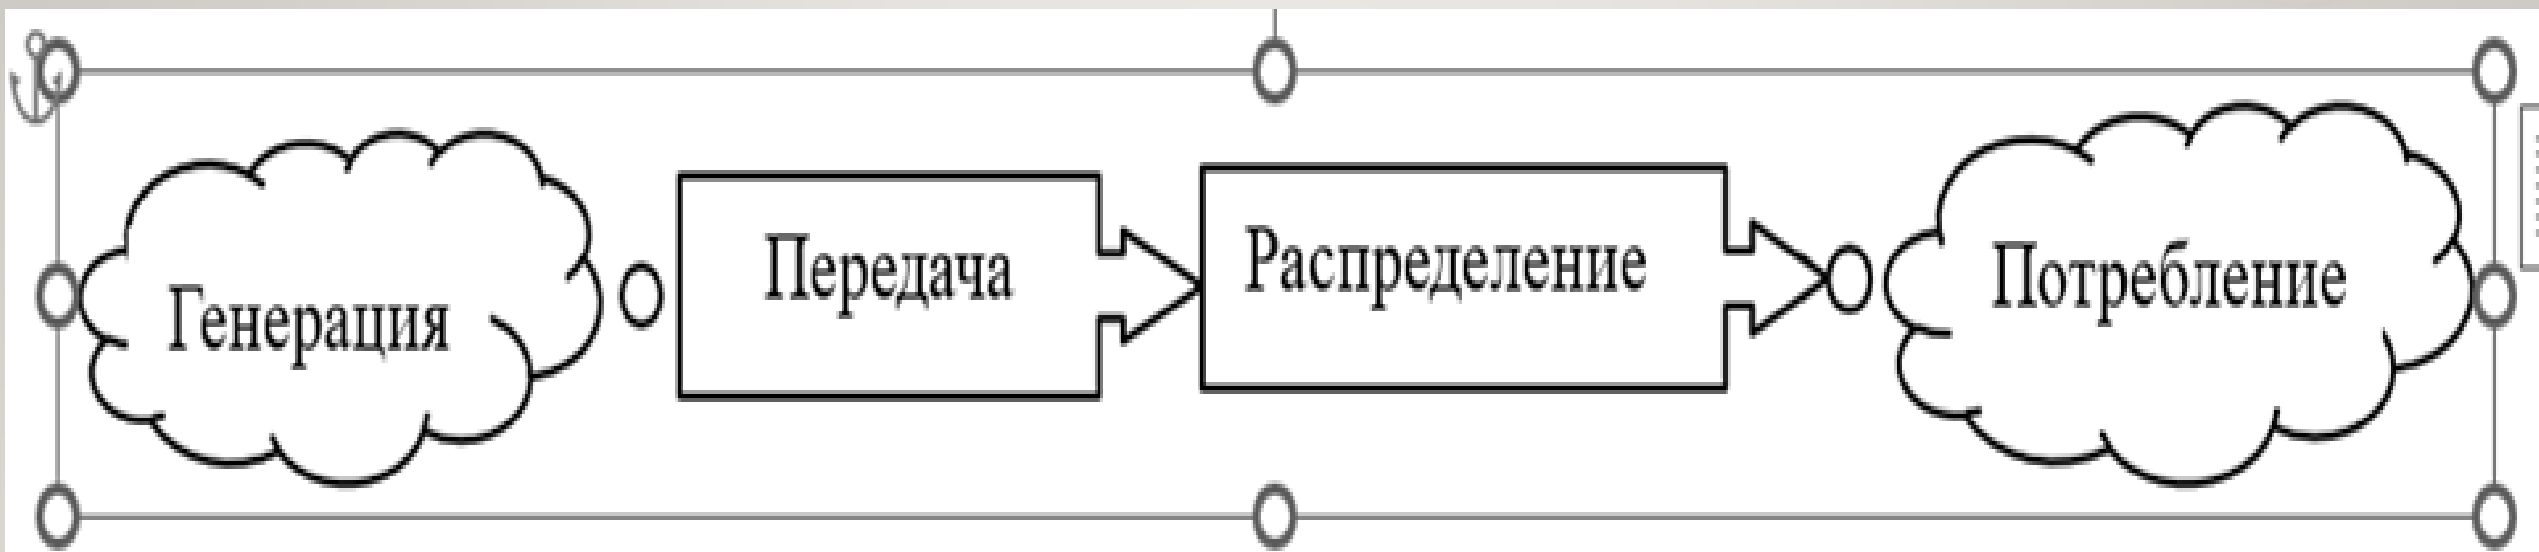 Генерация
Передача
Распределение
Потребление